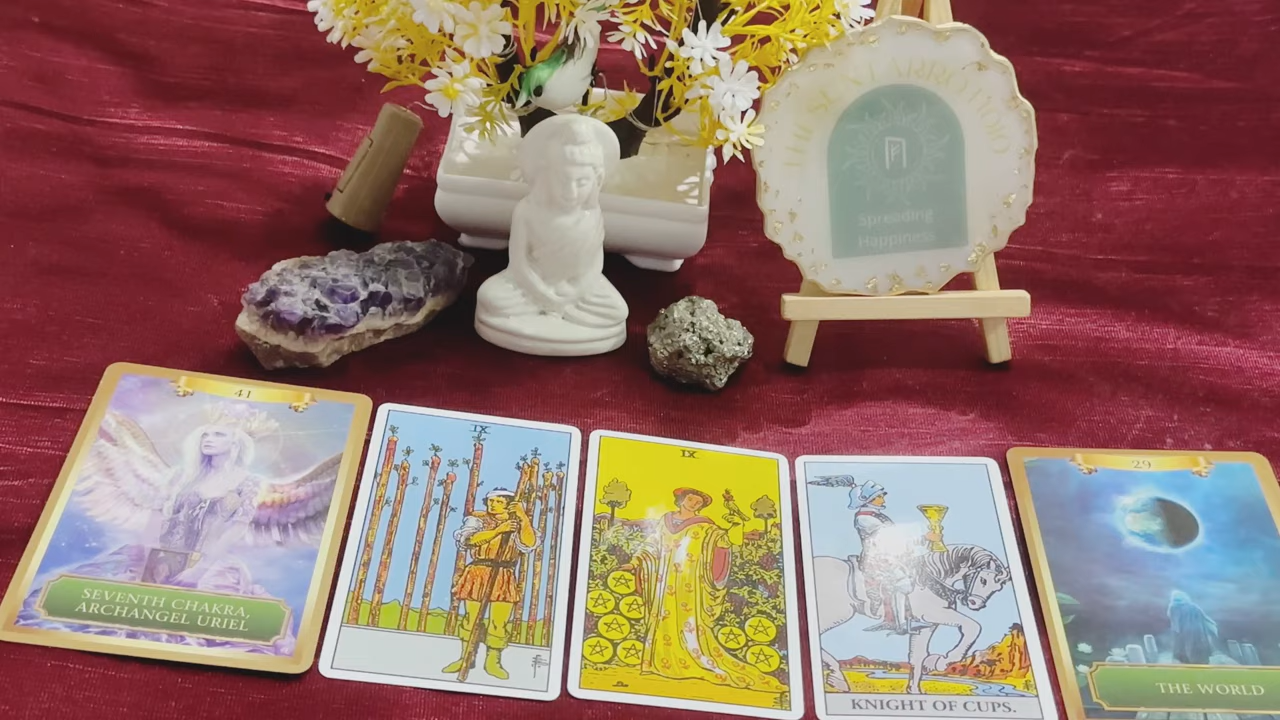 Spreading
Happiness
41
SEVENTH CHAKRA,
ARCHANGEL URIEL
IX
IX
KNIGHT OF CUPS.
29
THE WORLD